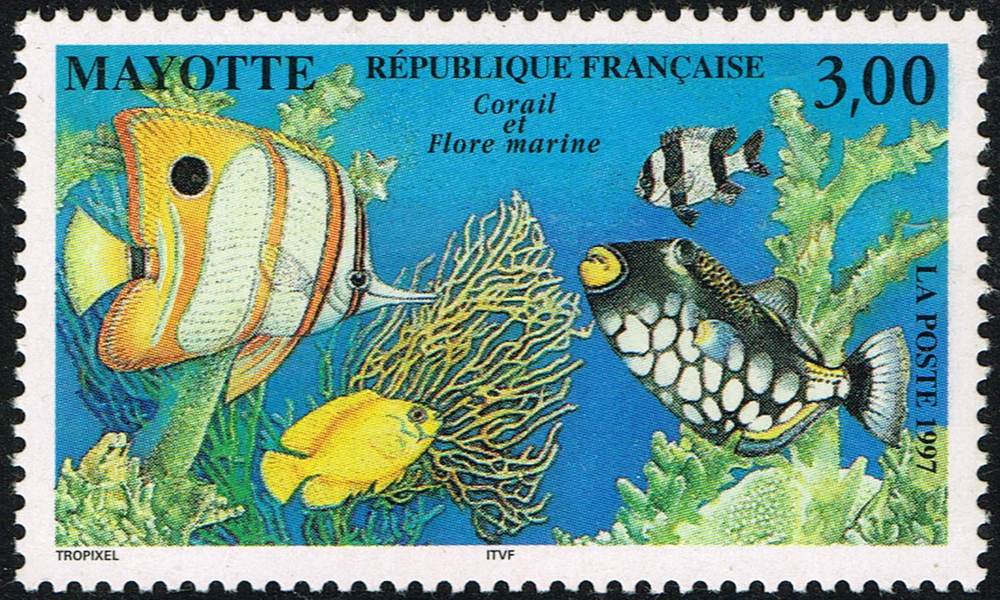 MAYOTTE RÉPUBLIQUE FRANÇAISE 3,00
Corail
et
Flore marine
LA POSTE 1997
TROPIXEL ITVF